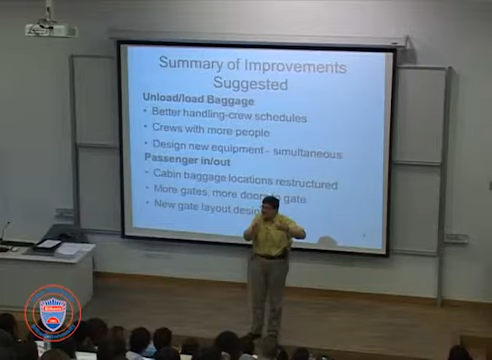 Summary of Improvements
Suggested
Unload/load Baggage
• Better handling-crew schedules
• Crews with more people
• Design new equipment - simultaneous
Passenger in/out
• Cabin baggage locations restructured
• More gates, more doors to gate
• New gate layout design